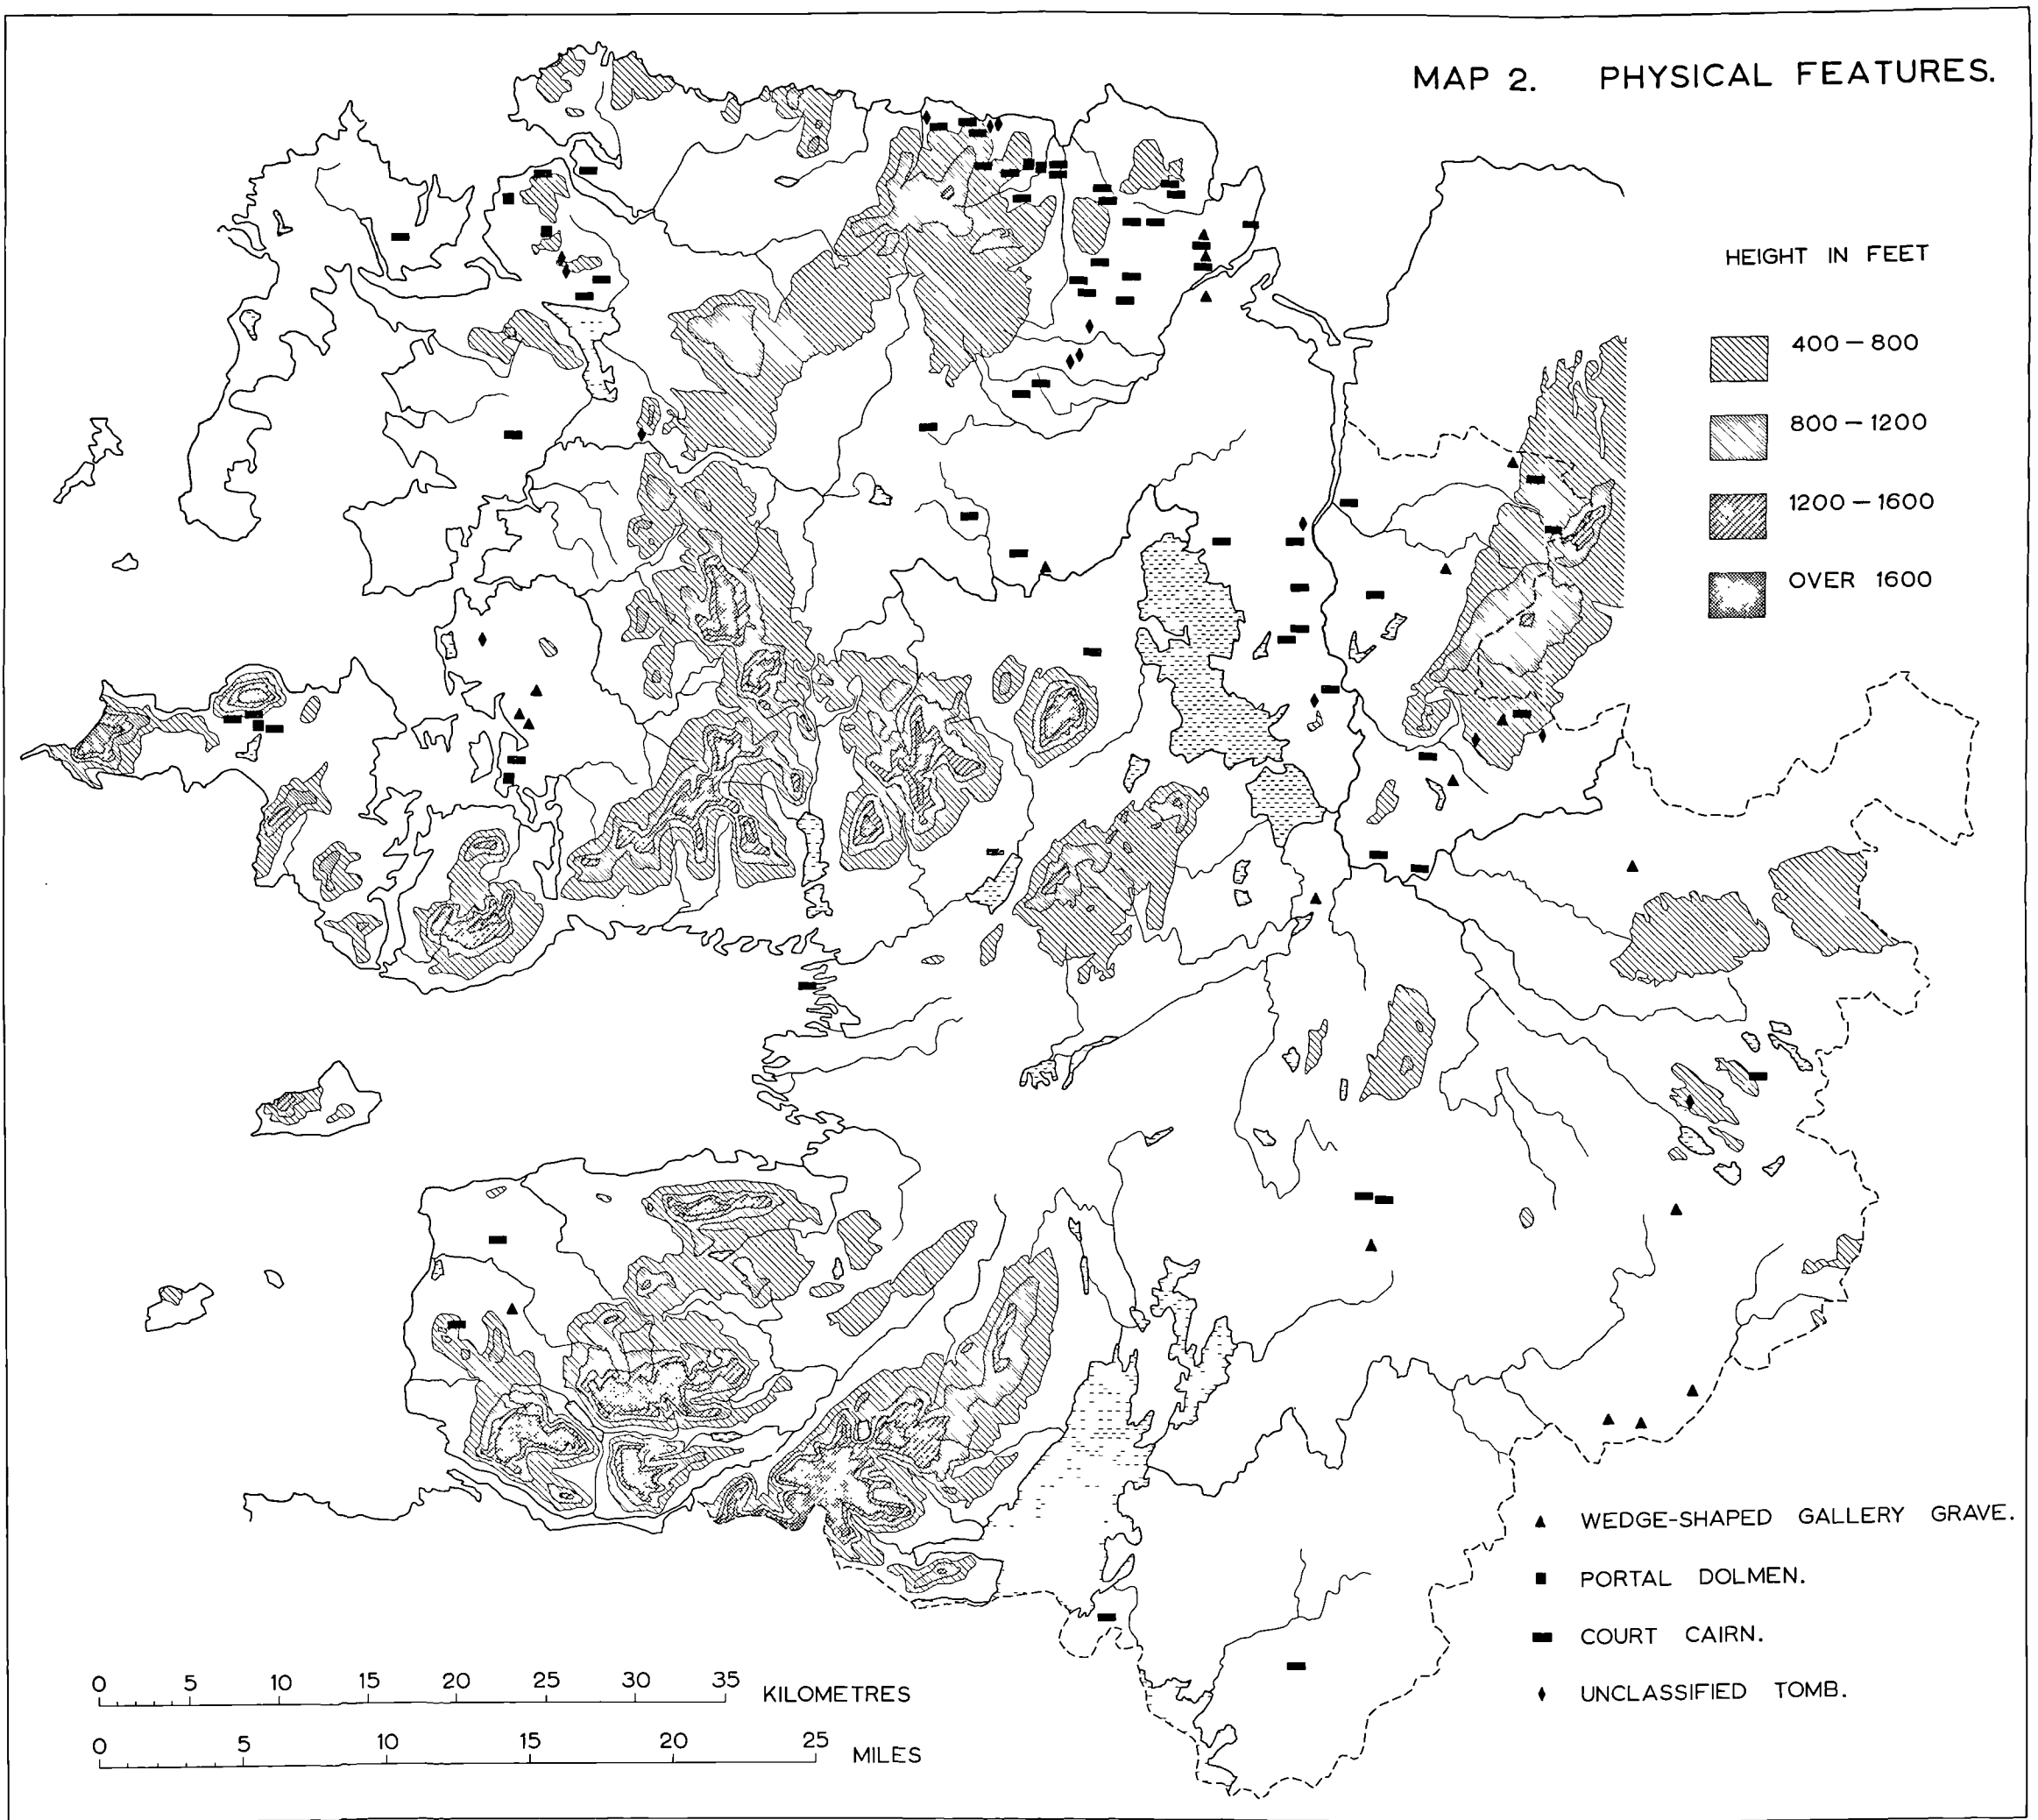 MAP 2. PHYSICAL FEATURES.
HEIGHT IN FEET
400 — 800
800 — 1200
1200 — 1600
OVER 1600
WEDGE-SHAPED GALLERY GRAVE.
PORTAL DOLMEN.
COURT CAIRN.
UNCLASSIFIED TOMB.
0 5 10 15 20 25 30 35 KILOMETRES
0 5 10 15 20 25 MILES